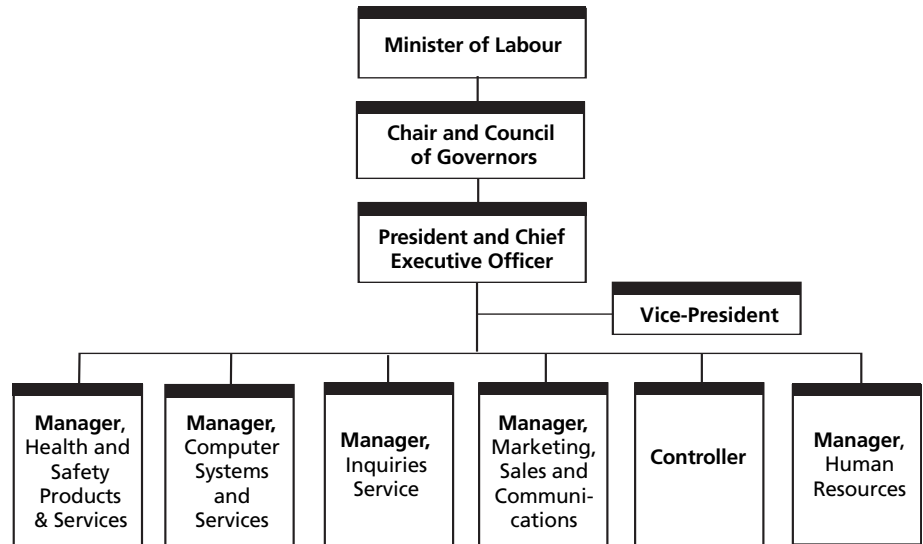 Minister of Labour
Chair and Council
of Governors
President and Chief
Executive Officer
Vice-President
Manager,
Health and
Safety
Products
& Services
Manager,
Computer
Systems
and
Services
Manager,
Inquiries
Service
Manager,
Marketing,
Sales and
Communi-
cations
Controller
Manager,
Human
Resources